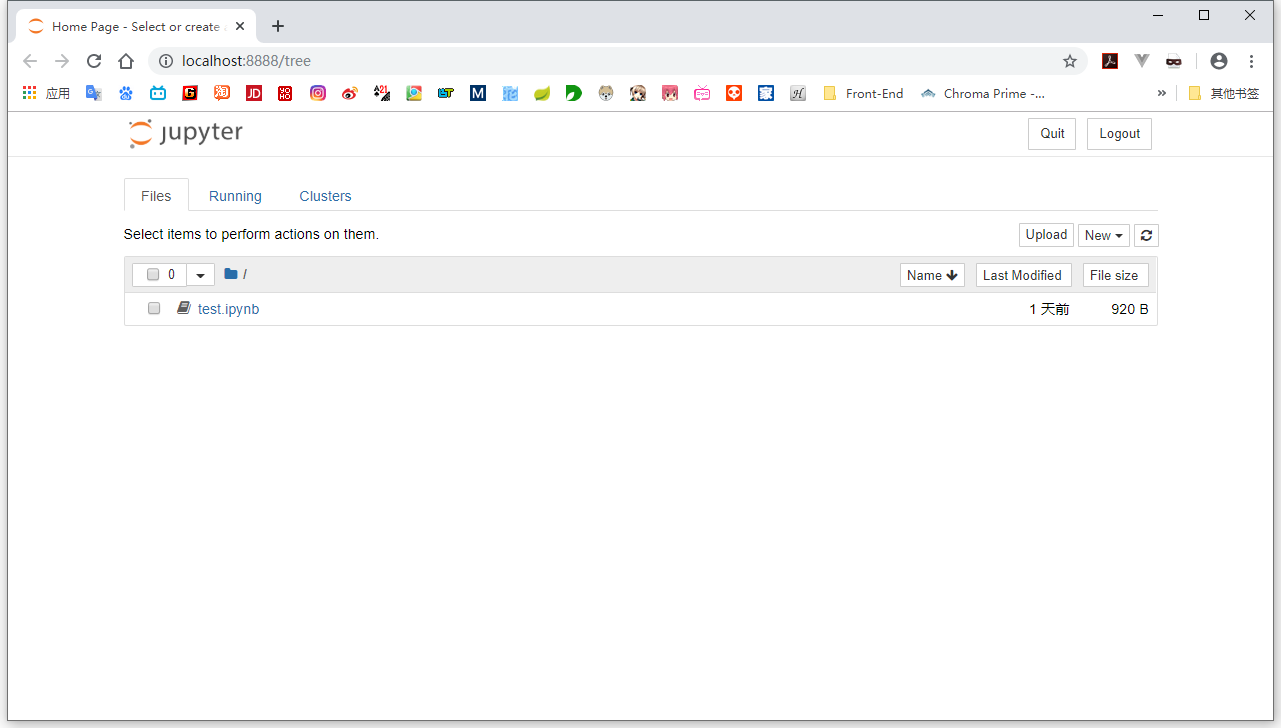 Home Page - Select or create
localhost:8888/tree
应用
Front-End
Chroma Prime -...
其他书签
jupyter
Quit
Logout
Files
Running
Clusters
Select items to perform actions on them.
Upload
New
0
/
Name
Last Modified
File size
test.ipynb
1 天前
920 B